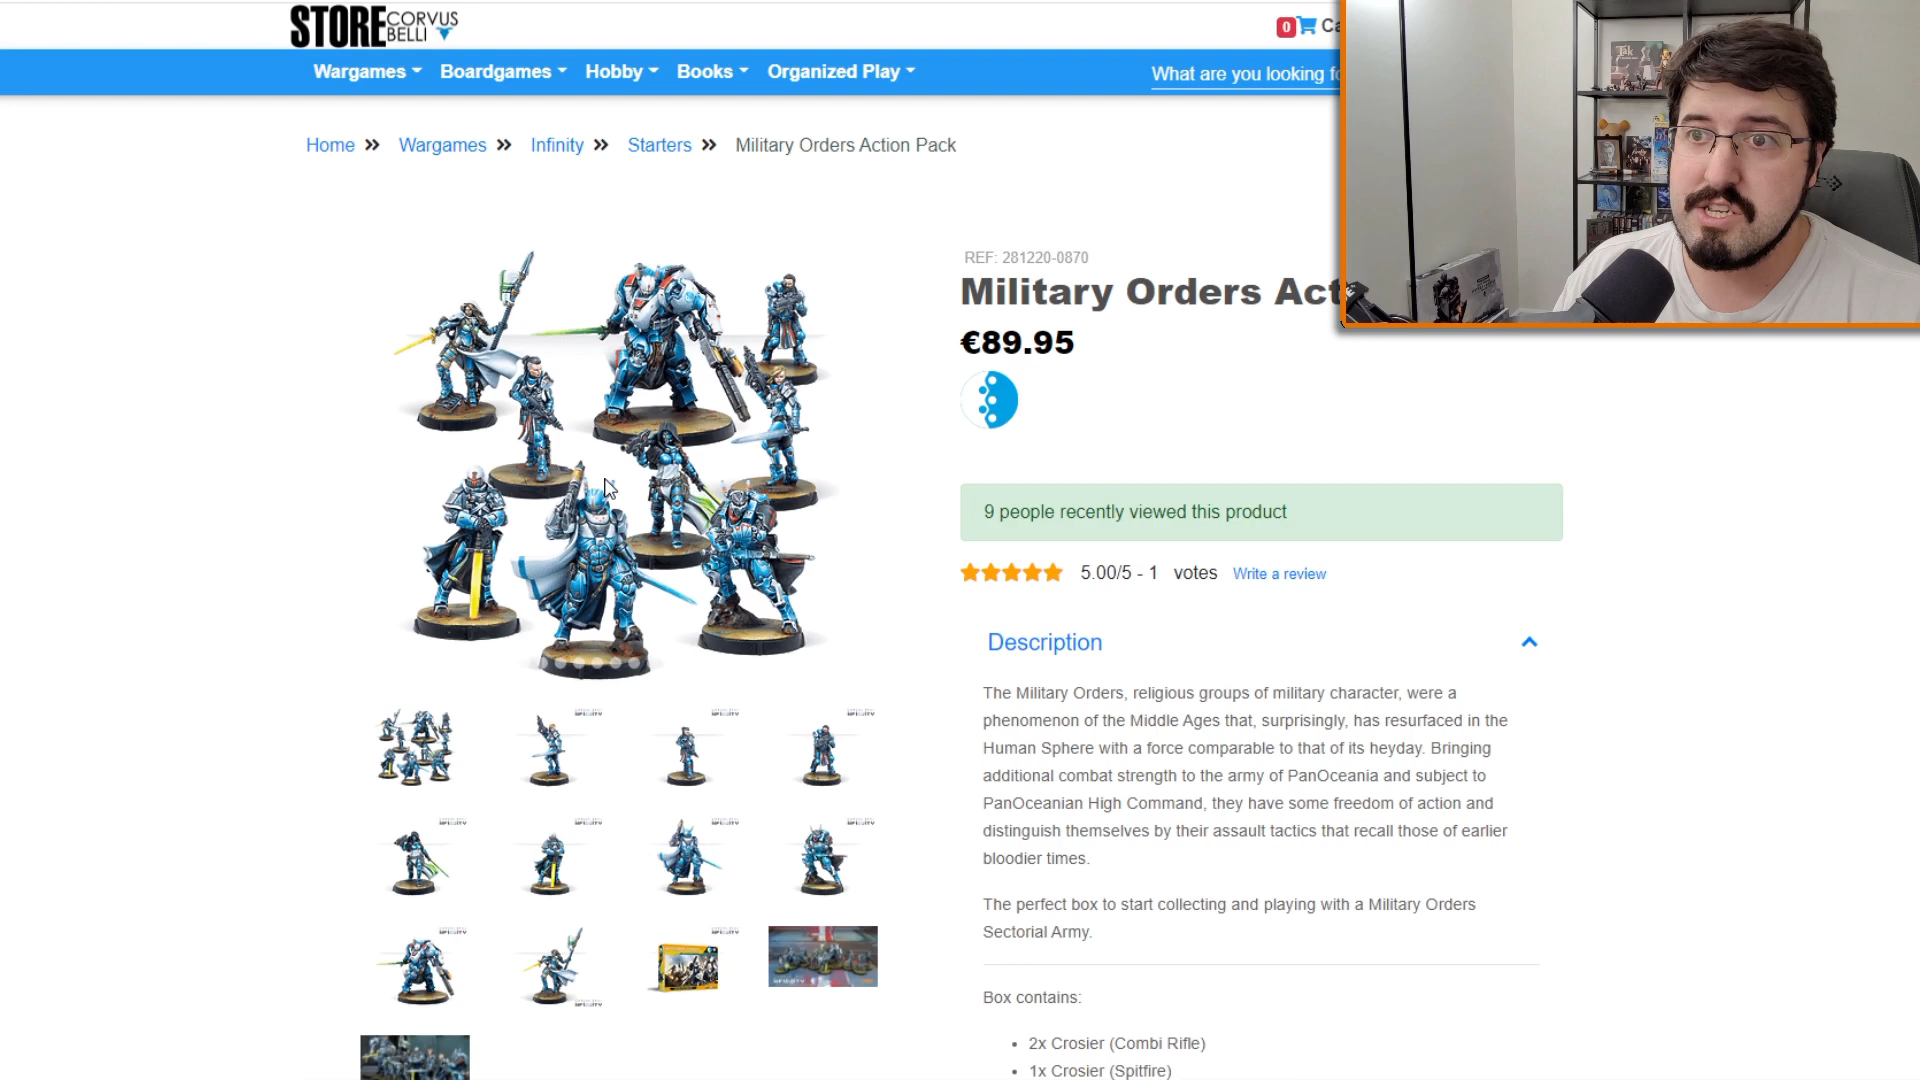 STORE CORVUS BELLI
0 Ca
Wargames Boardgames Hobby Books Organized Play
What are you looking fo
Home Wargames Infinity Starters Military Orders Action Pack
REF: 281220-0870
Military Orders Act
€89.95
9 people recently viewed this product
5.00/5 - 1 votes Write a review
Description
The Military Orders, religious groups of military character, were a
phenomenon of the Middle Ages that, surprisingly, has resurfaced in the
Human Sphere with a force comparable to that of its heyday. Bringing
additional combat strength to the army of PanOceania and subject to
PanOceanian High Command, they have some freedom of action and
distinguish themselves by their assault tactics that recall those of earlier
bloodier times.
The perfect box to start collecting and playing with a Military Orders
Sectorial Army.
Box contains:
2x Crosier (Combi Rifle)
1x Crosier (Spitfire)
Tak